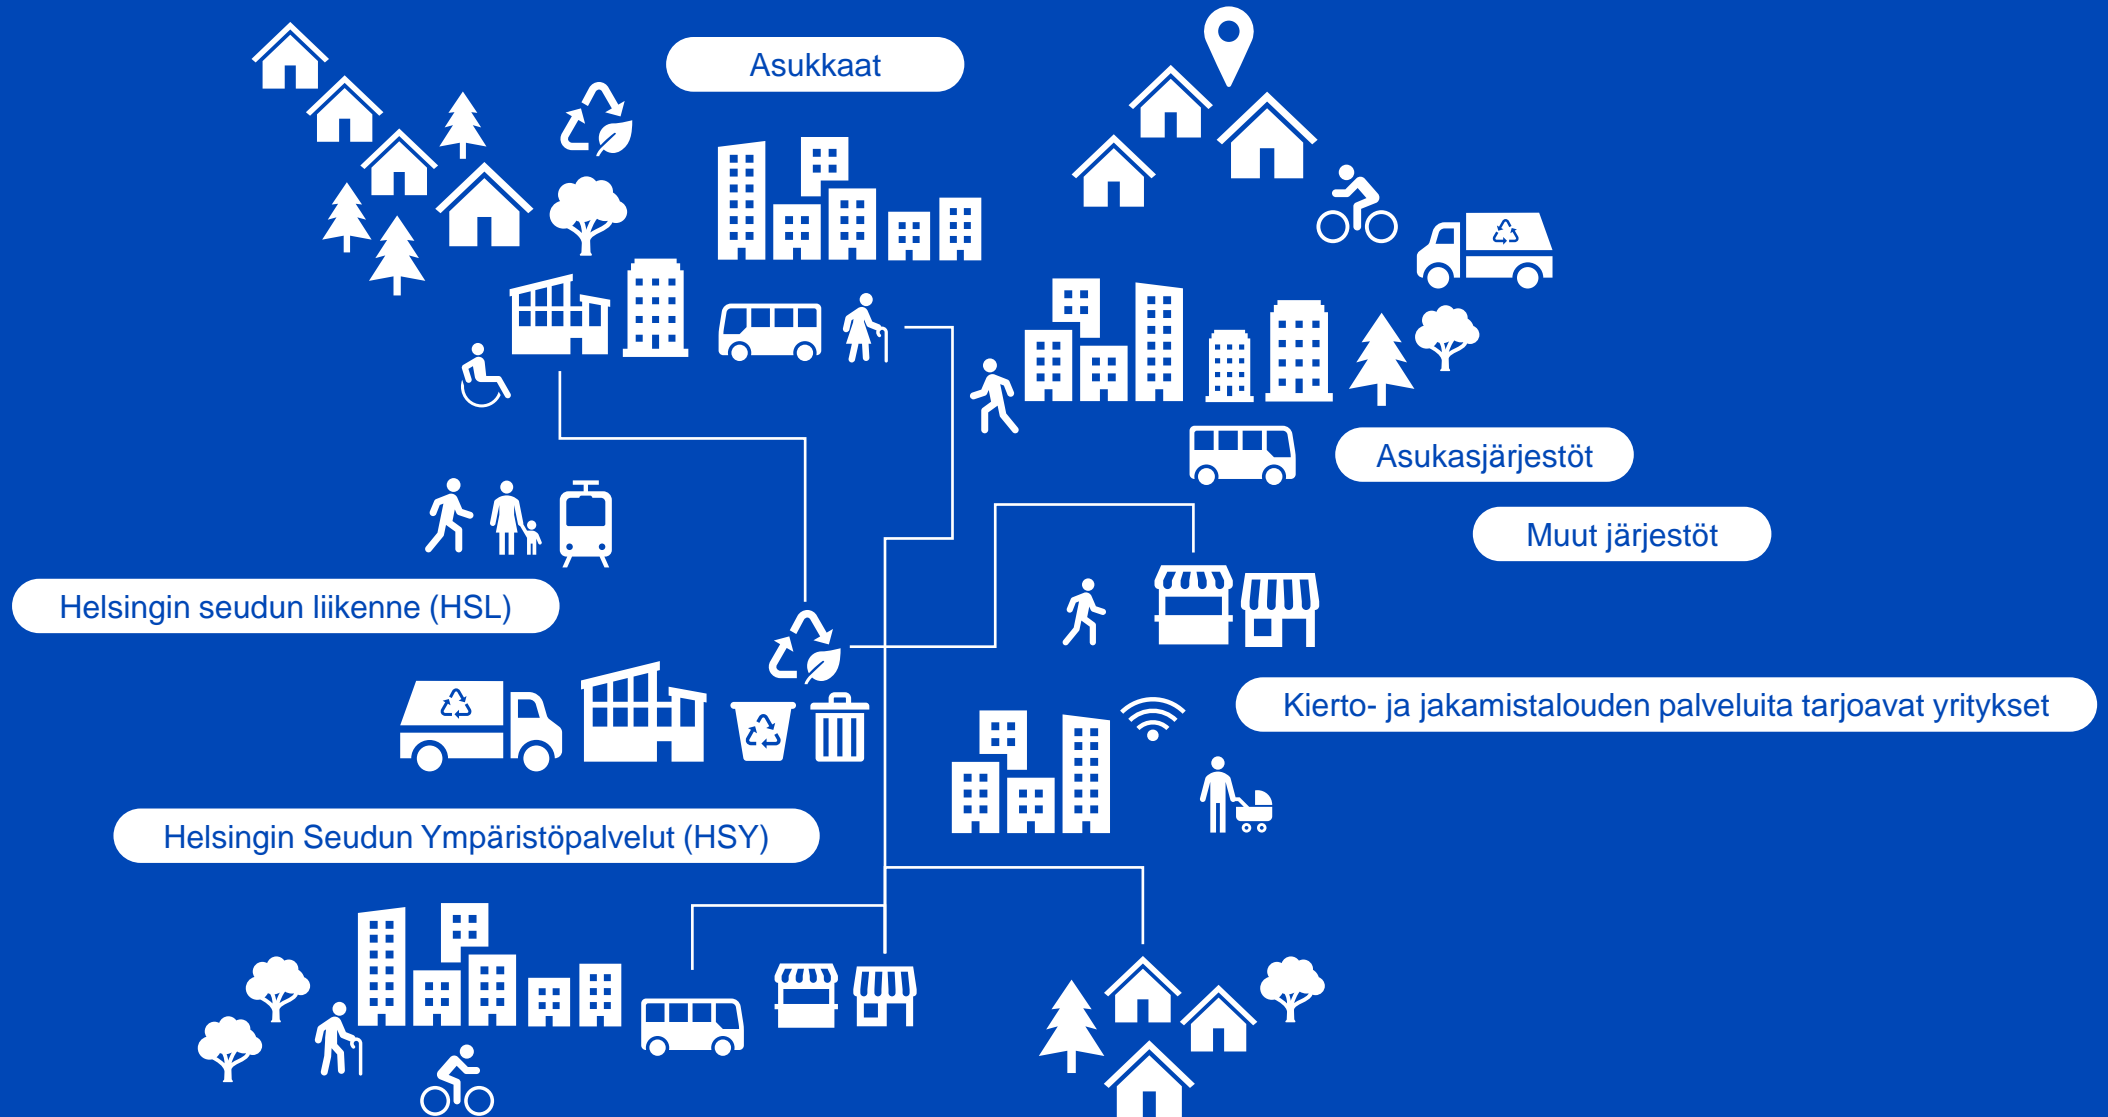 Asukkaat
Asukasjärjestöt
Muut järjestöt
Helsingin seudun liikenne (HSL)
Kierto- ja jakamistalouden palveluita tarjoavat yritykset
Helsingin Seudun Ympäristöpalvelut (HSY)